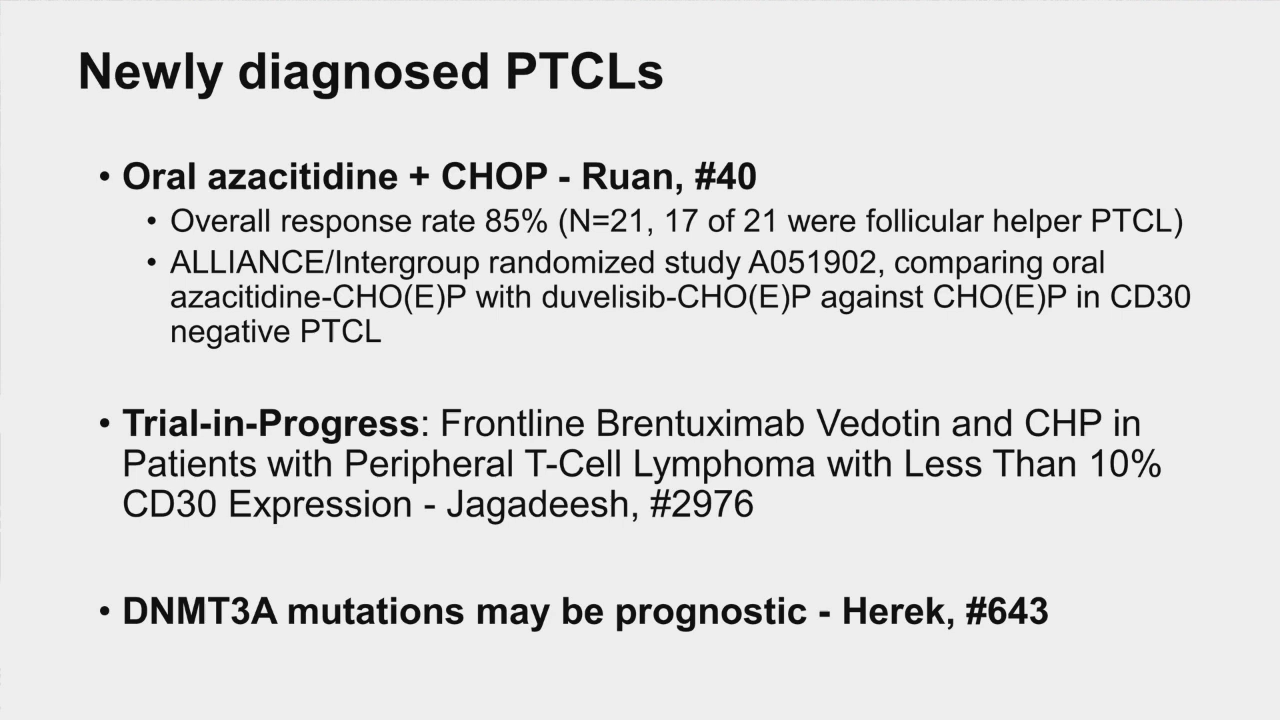 Newly diagnosed PTCLs
• Oral azacitidine + CHOP - Ruan, #40
• Overall response rate 85% (N=21, 17 of 21 were follicular helper PTCL)
• ALLIANCE/Intergroup randomized study A051902, comparing oral
azacitidine-CHO(E)P with duvelisib-CHO(E)P against CHO(E)P in CD30
negative PTCL
• Trial-in-Progress: Frontline Brentuximab Vedotin and CHP in
Patients with Peripheral T-Cell Lymphoma with Less Than 10%
CD30 Expression - Jagadeesh, #2976
• DNMT3A mutations may be prognostic - Herek, #643